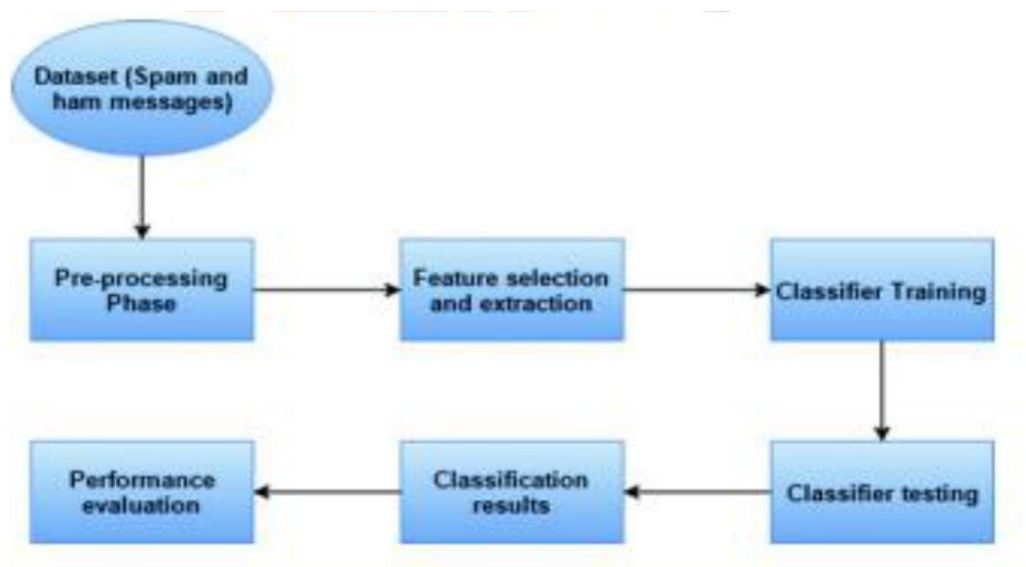 Dataset (Spam and
ham messages)
Pre-processing
Phase
Feature selection
and extraction
Classifier Training
Classifier testing
Classification
results
Performance
evaluation